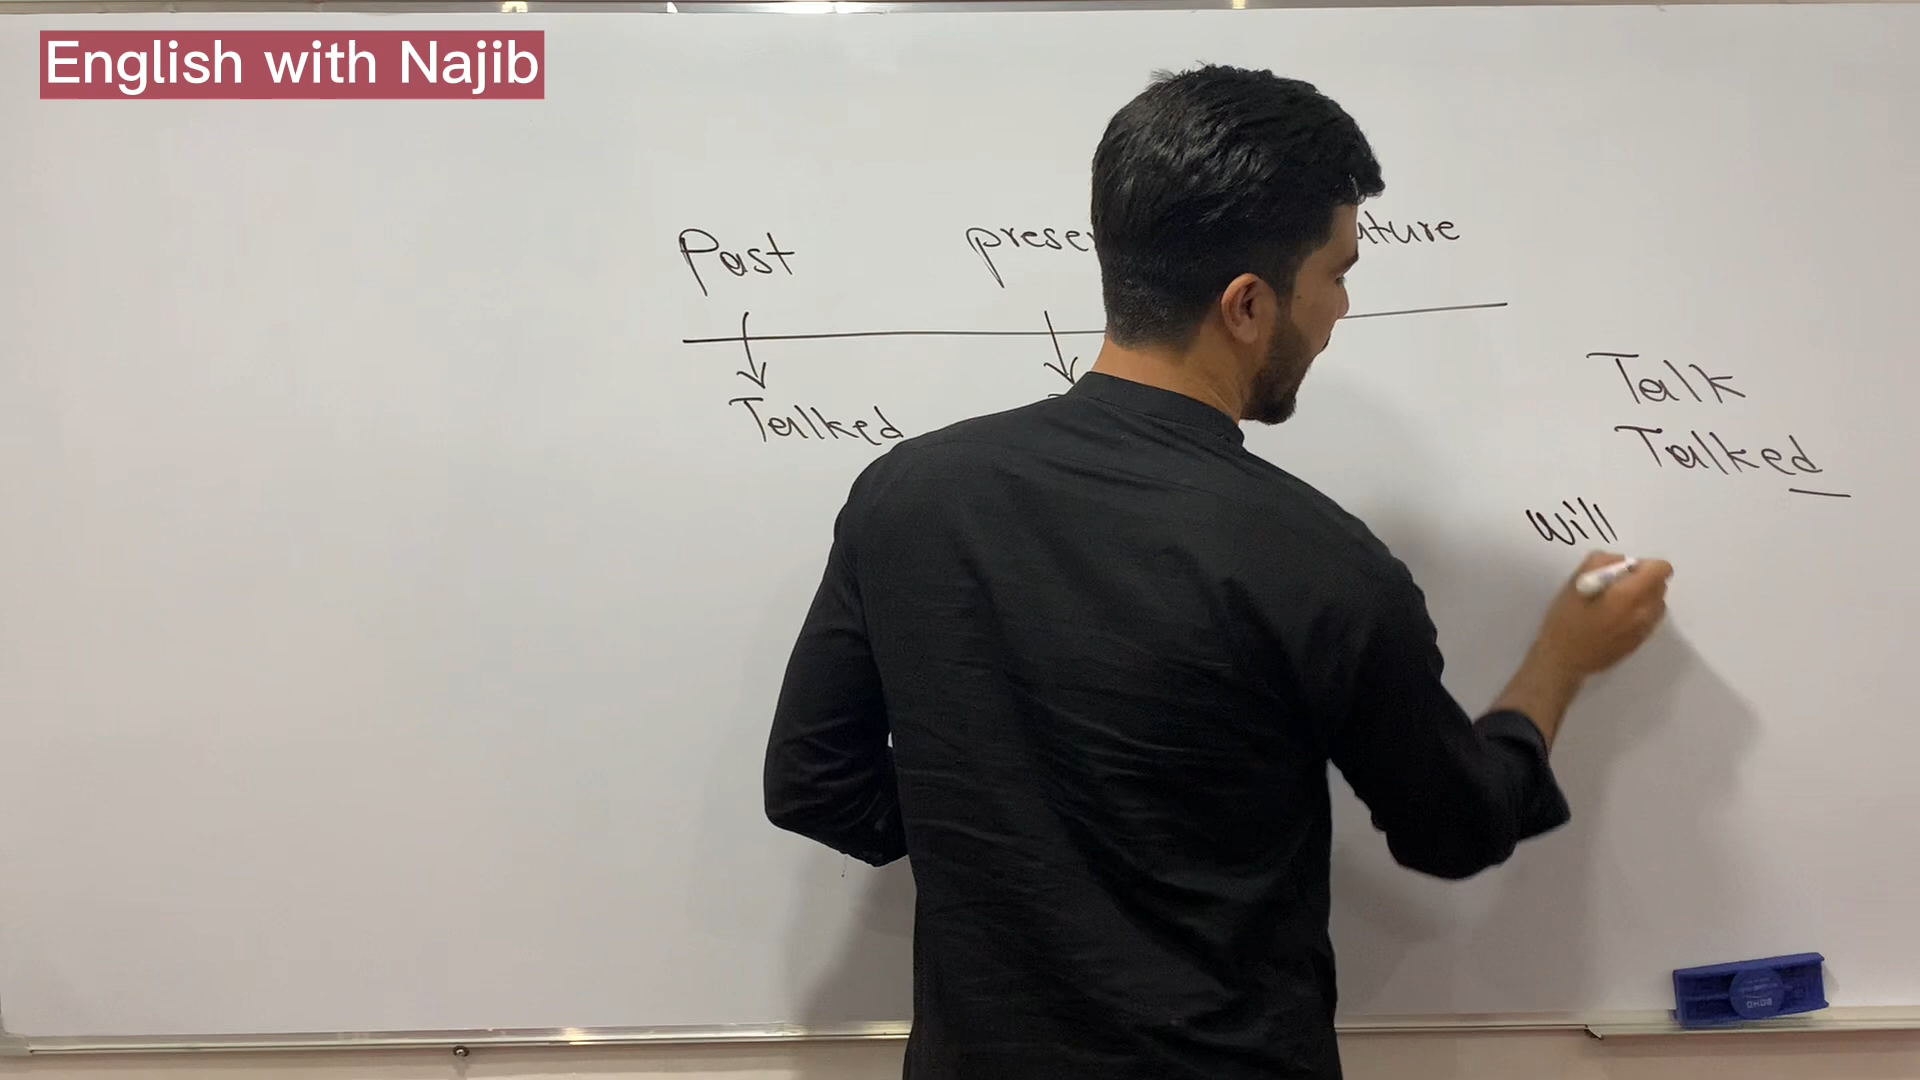 English with Najib
Past
Talked
Talk
Talked
will